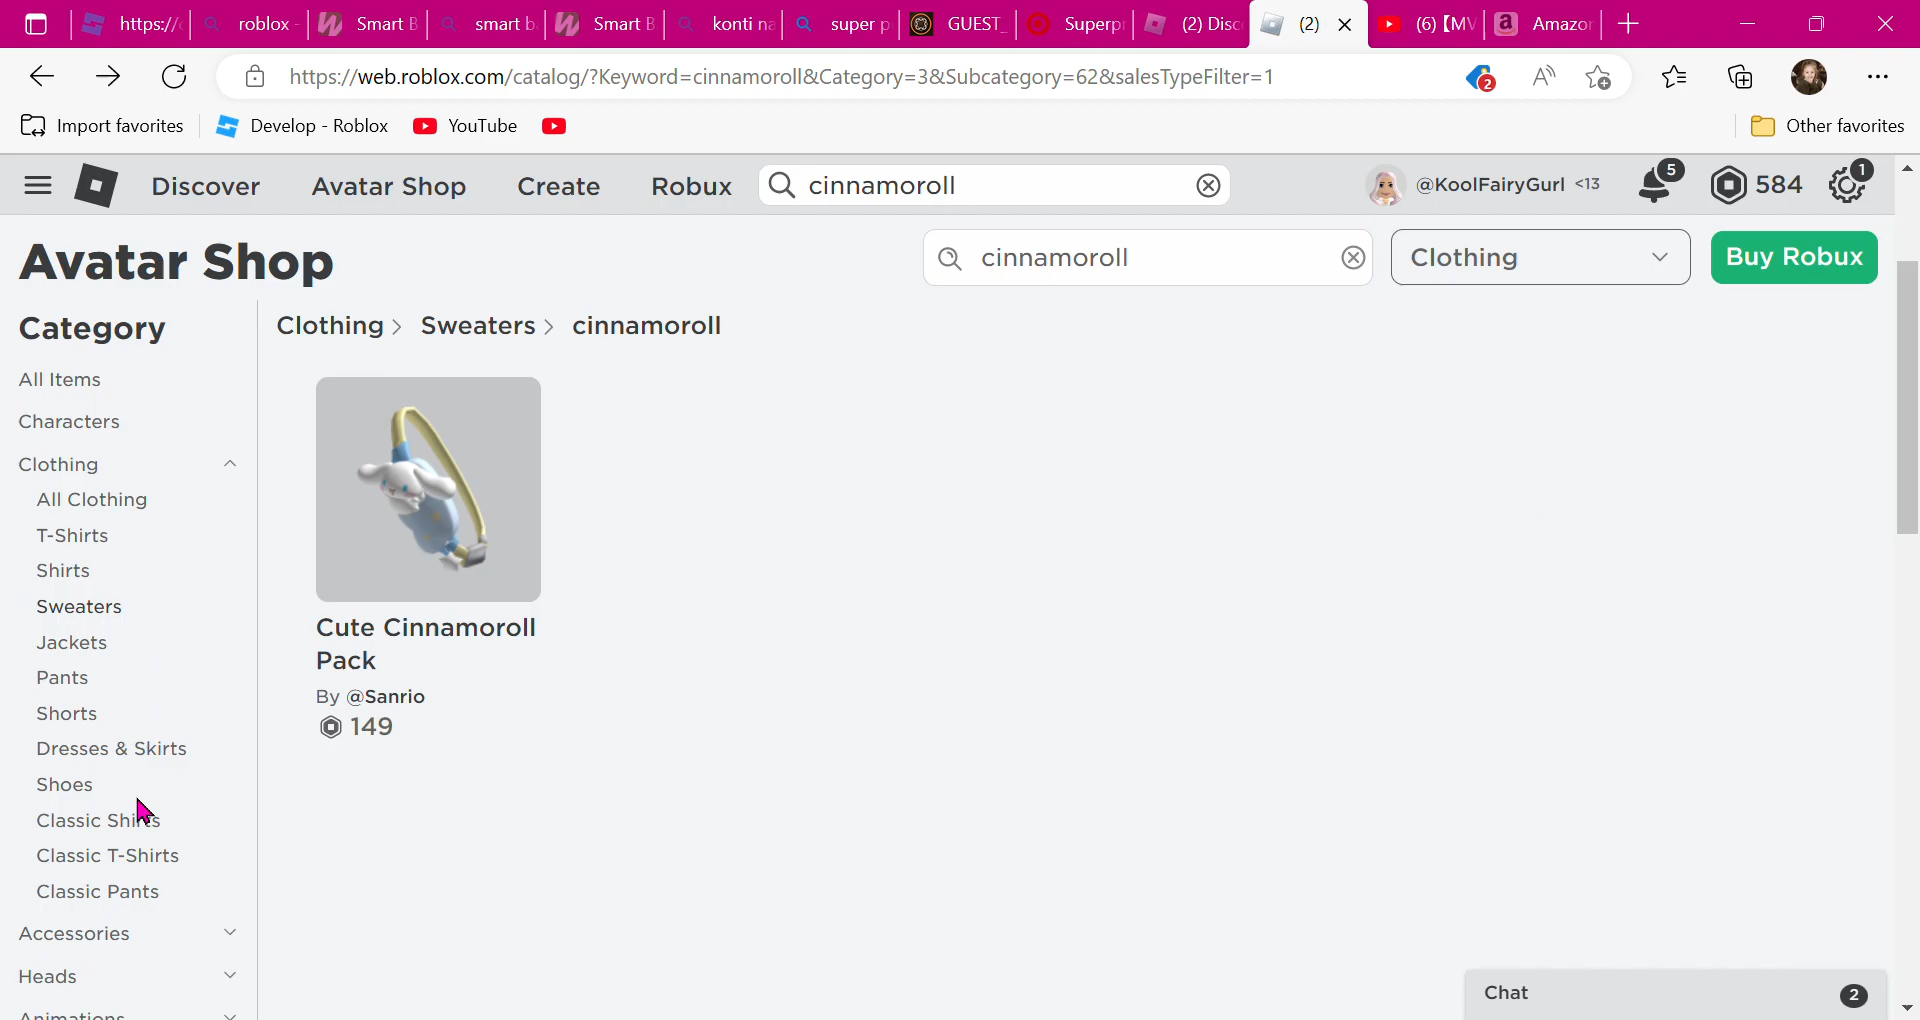 https://
roblox -
Smart B
smart b
Smart B
konti na
super p
GUEST_
Superpr
(2) Disc
(2)
(6)【MV
Amazon
https://web.roblox.com/catalog/?Keyword=cinnamoroll&Category=3&Subcategory=62&salesTypeFilter=1
2
Import favorites
Develop - Roblox
YouTube
Other favorites
Discover
Avatar Shop
Create
Robux
cinnamoroll
@KoolFairyGurl <13
5
584
1
Avatar Shop
cinnamoroll
Clothing
Buy Robux
Category
Clothing > Sweaters > cinnamoroll
All Items
Characters
Clothing
All Clothing
T-Shirts
Shirts
Sweaters
Jackets
Pants
Shorts
Dresses & Skirts
Shoes
Classic Shirts
Classic T-Shirts
Classic Pants
Accessories
Heads
Animations
Cute Cinnamoroll
Pack
By @Sanrio
149
Chat
2